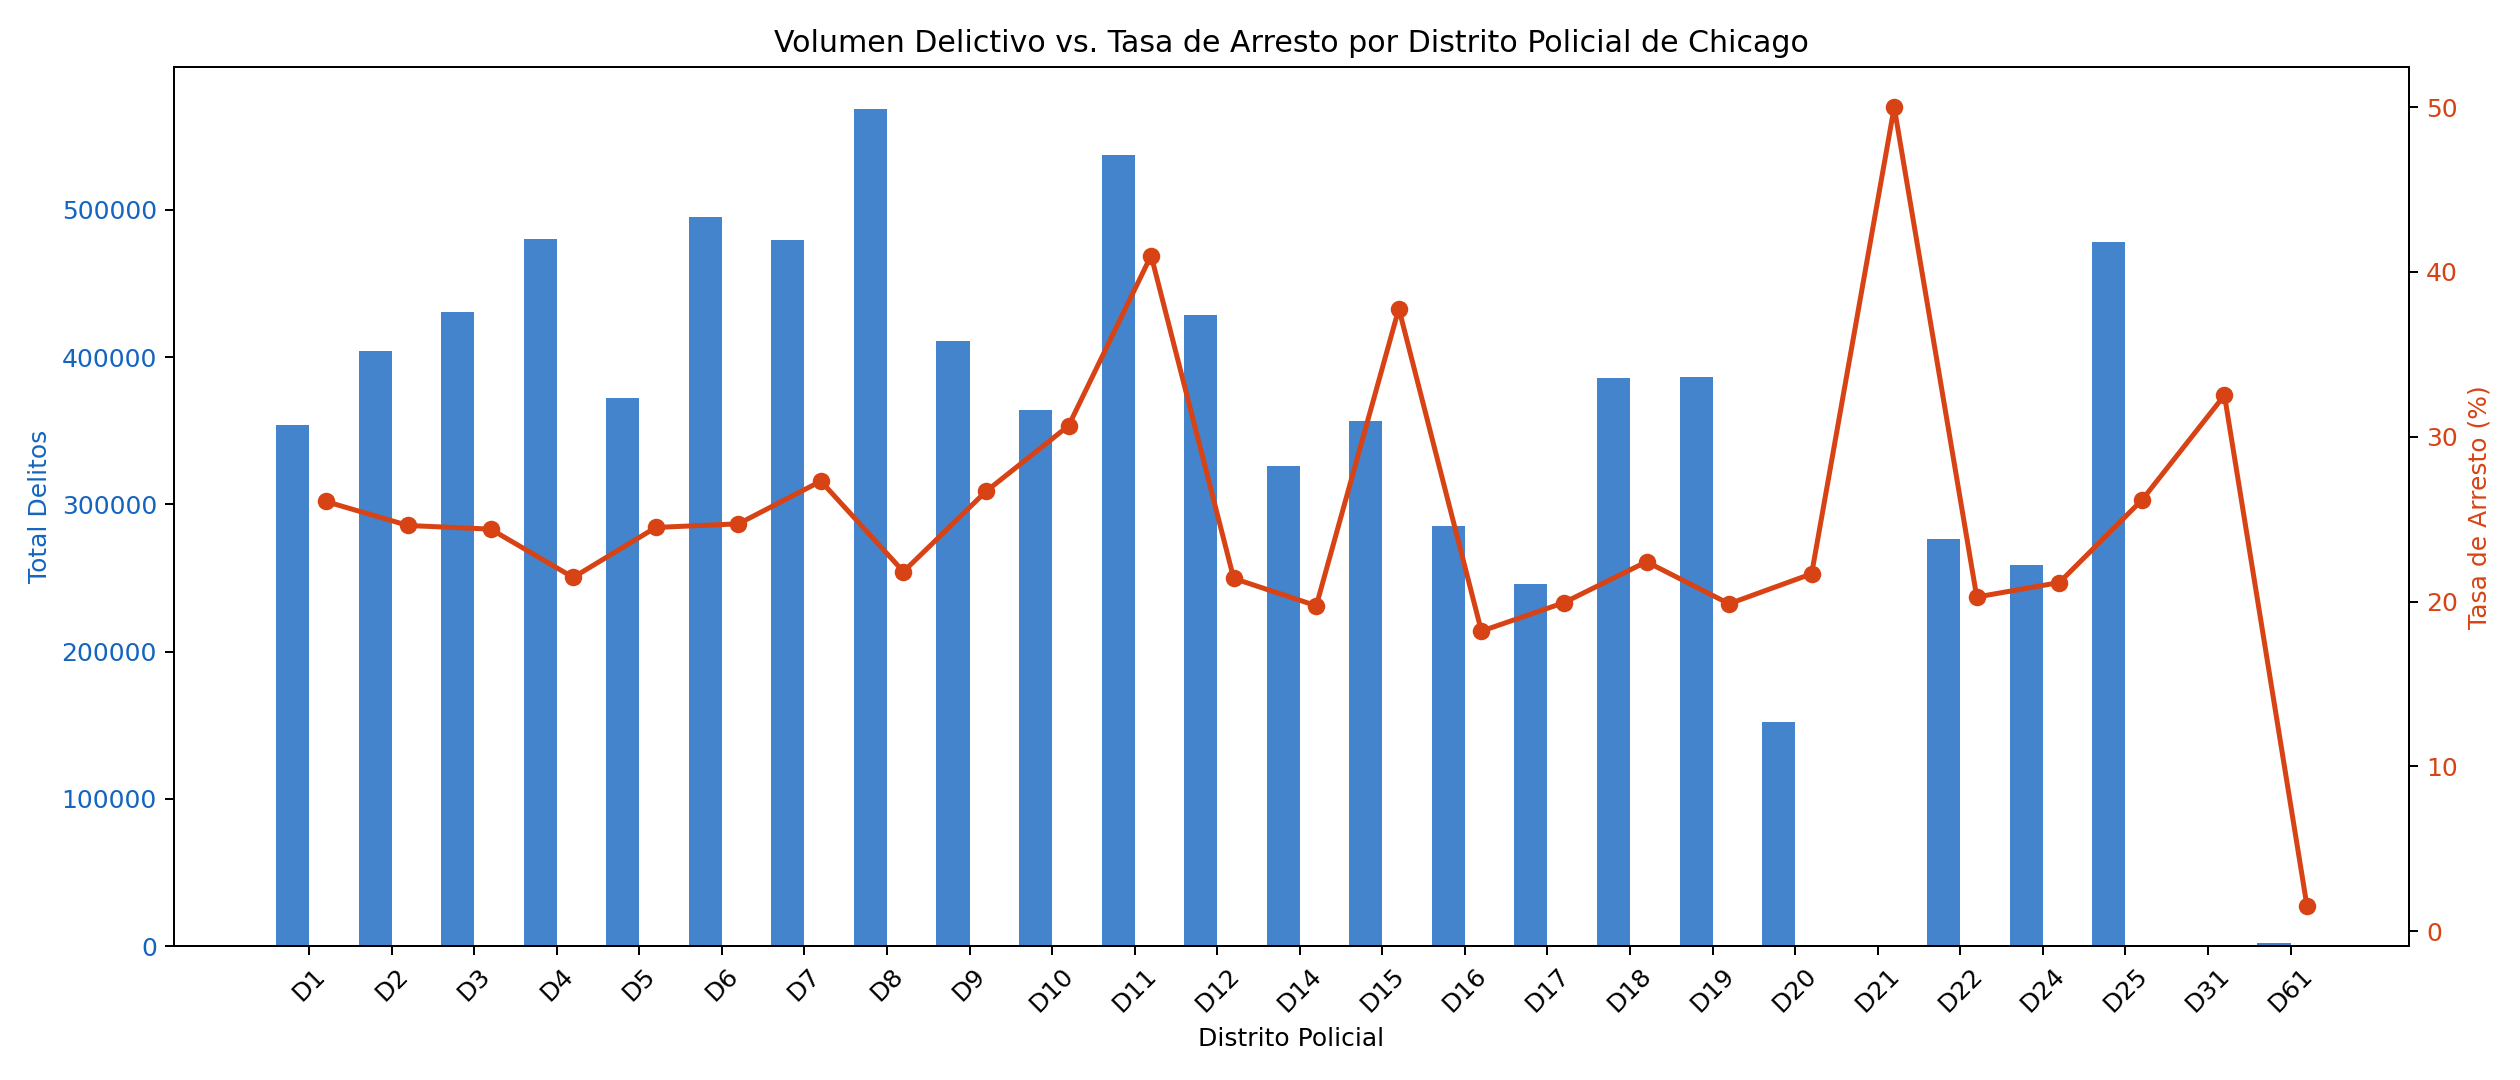 Volumen Delictivo vs. Tasa de Arresto por Distrito Policial de Chicago
Total Delitos
500000
400000
300000
200000
100000
0
50
40
30
20
10
0
Tasa de Arresto (%)
D1 D2 D3 D4 D5 D6 D7 D8 D9 D10 D11 D12 D14 D15 D16 D17 D18 D19 D20 D21 D22 D24 D25 D31 D61
Distrito Policial